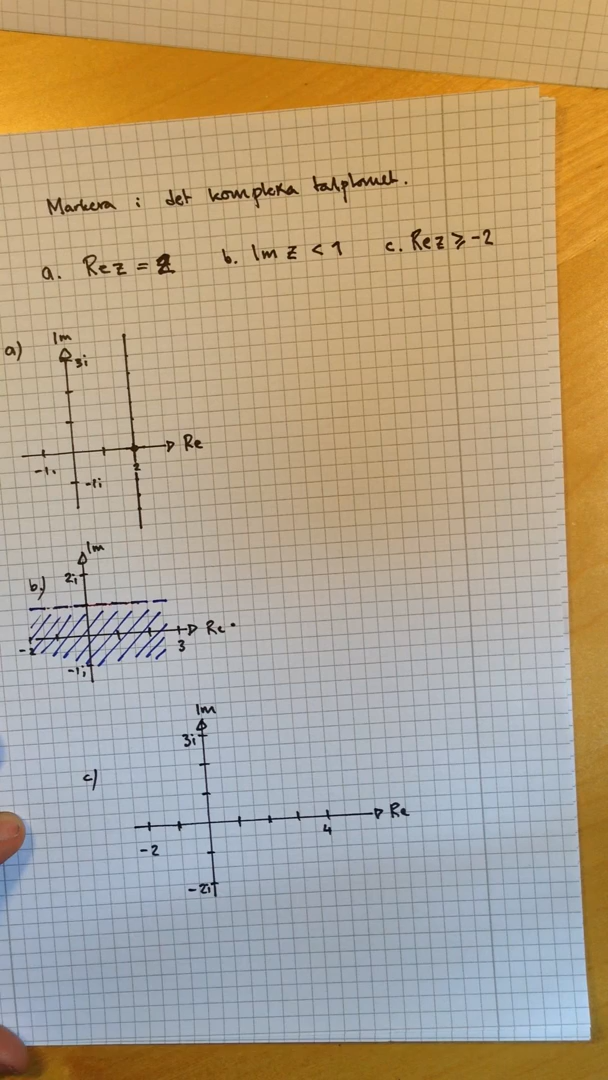 Markera i det komplexa talplanet.
a. Re z = 2 b. Im z < 1 c. Re z ⩾ -2
a)
Im
3i
Re
-1
2
-1i
b.)
Im
2i
Re
-2
3
-1i
Im
3i
c)
Re
-2
4
-2i